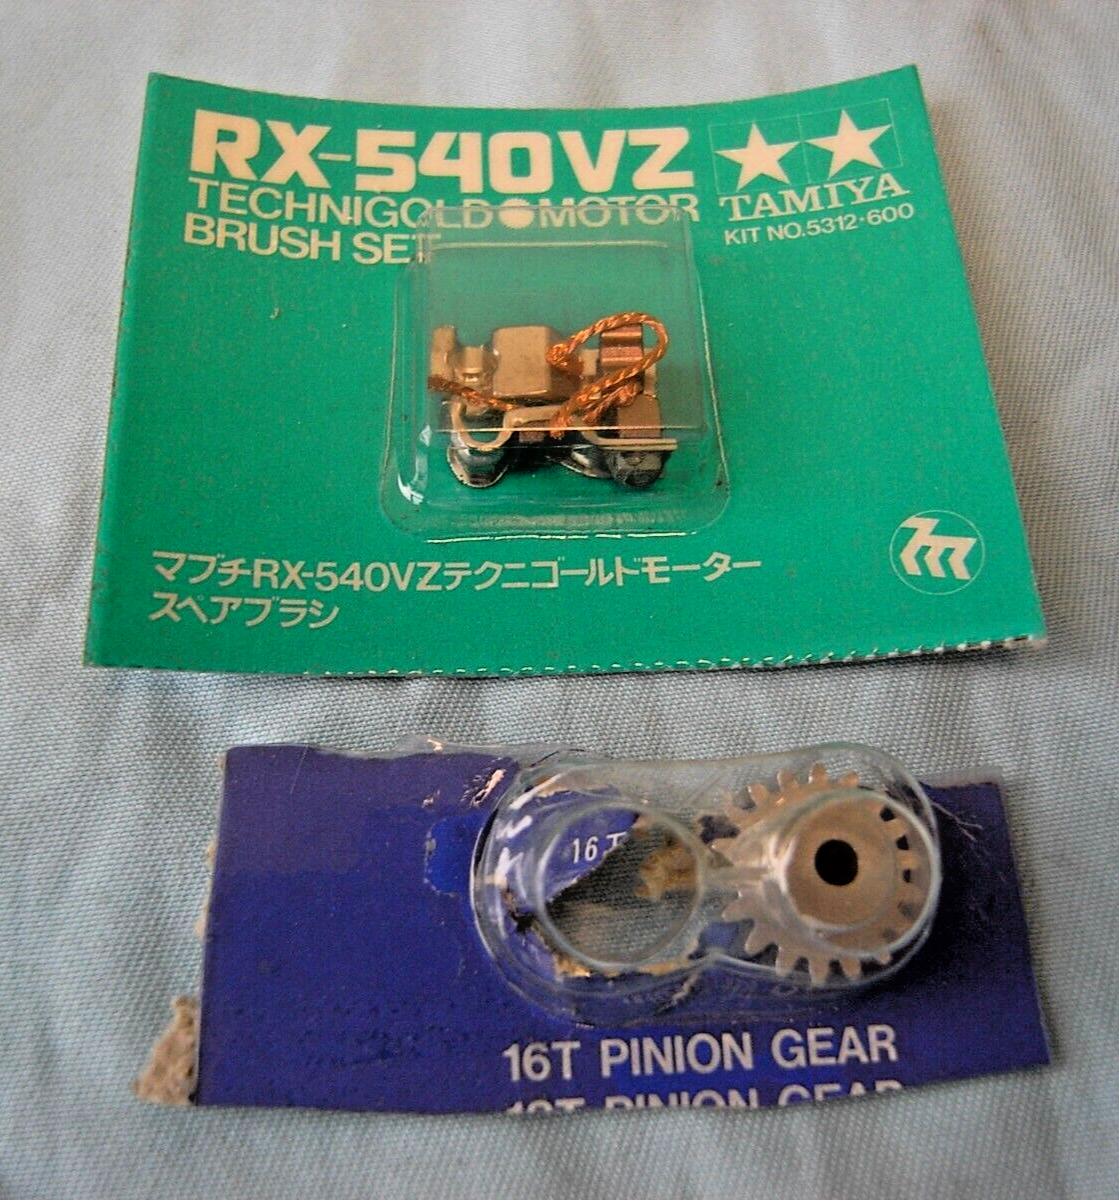 RX-540VZ
TECHNIGOLD MOTOR
BRUSH SET
TAMIYA
KIT NO.5312·600
マブチRX-540VZテクニゴールドモーター
スペアブラシ
16T
16T PINION GEAR
PINION GEAR